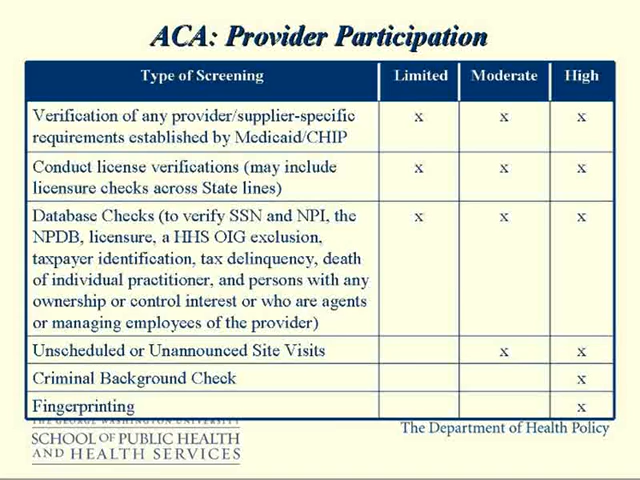 ACA: Provider Participation
Type of Screening Limited Moderate High
Verification of any provider/supplier-specific x x x
requirements established by Medicaid/CHIP
Conduct license verifications (may include x x x
licensure checks across State lines)
Database Checks (to verify SSN and NPI, the x x x
NPDB, licensure, a HHS OIG exclusion,
taxpayer identification, tax delinquency, death
of individual practitioner, and persons with any
ownership or control interest or who are agents
or managing employees of the provider)
Unscheduled or Unannounced Site Visits x x
Criminal Background Check x
Fingerprinting x
THE GEORGE WASHINGTON UNIVERSITY
SCHOOL OF PUBLIC HEALTH
AND HEALTH SERVICES
The Department of Health Policy